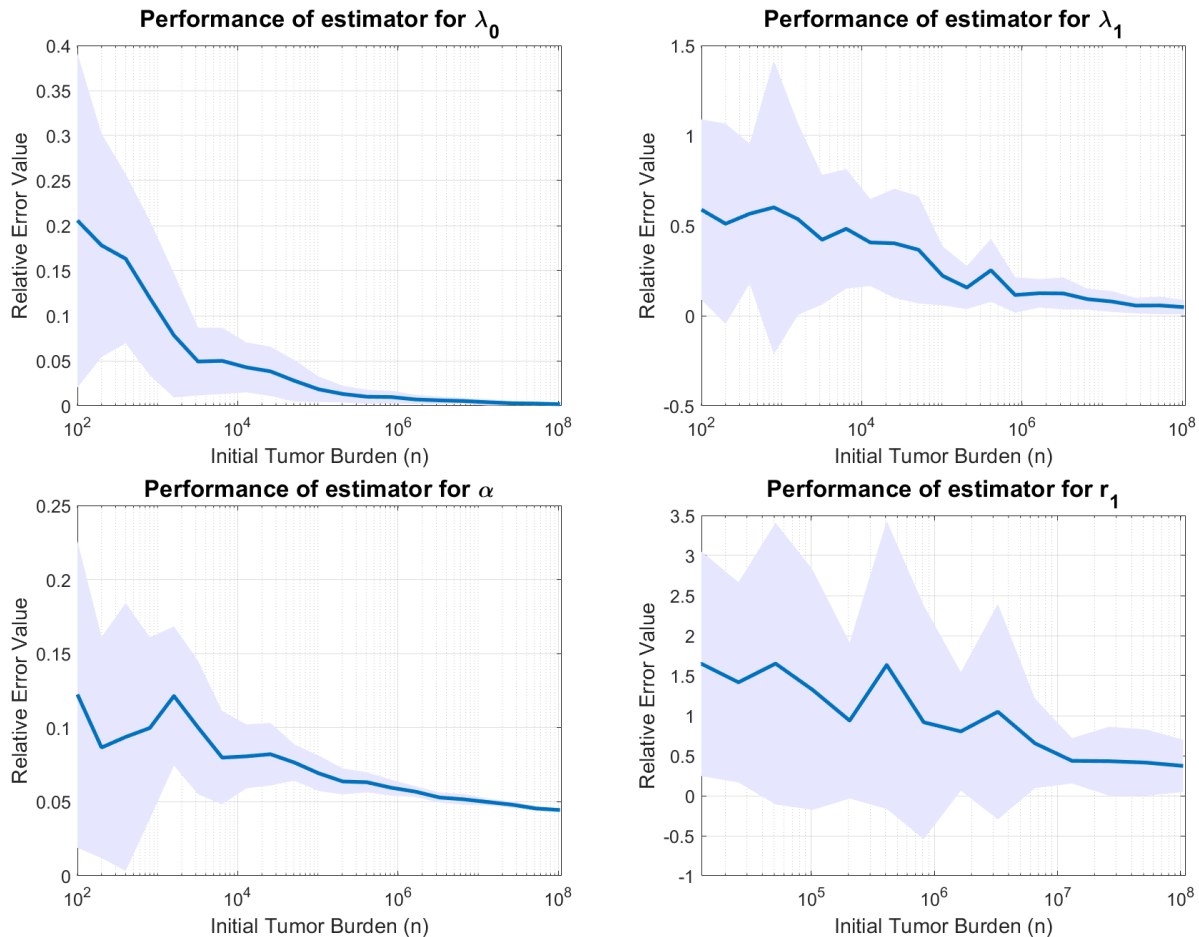 Performance of estimator for λ0
0.4
0.35
0.3
0.25
0.2
0.15
0.1
0.05
0
Relative Error Value
10^2 10^4 10^6 10^8
Initial Tumor Burden (n)
Performance of estimator for λ1
1.5
1
0.5
0
-0.5
Relative Error Value
10^2 10^4 10^6 10^8
Initial Tumor Burden (n)
Performance of estimator for α
0.25
0.2
0.15
0.1
0.05
0
Relative Error Value
10^2 10^4 10^6 10^8
Initial Tumor Burden (n)
Performance of estimator for r1
3.5
3
2.5
2
1.5
1
0.5
0
-0.5
-1
Relative Error Value
10^5 10^6 10^7 10^8
Initial Tumor Burden (n)